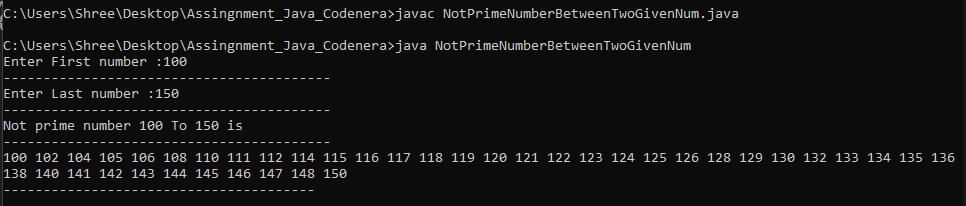 C:\Users\Shree\Desktop\Assingnment_Java_Codenera>javac NotPrimeNumberBetweenTwoGivenNum.java
C:\Users\Shree\Desktop\Assingnment_Java_Codenera>java NotPrimeNumberBetweenTwoGivenNum
Enter First number :100
-----------------------------------------
Enter Last number :150
-----------------------------------------
Not prime number 100 To 150 is
-----------------------------------------
100 102 104 105 106 108 110 111 112 114 115 116 117 118 119 120 121 122 123 124 125 126 128 129 130 132 133 134 135 136
138 140 141 142 143 144 145 146 147 148 150
---------------------------------------